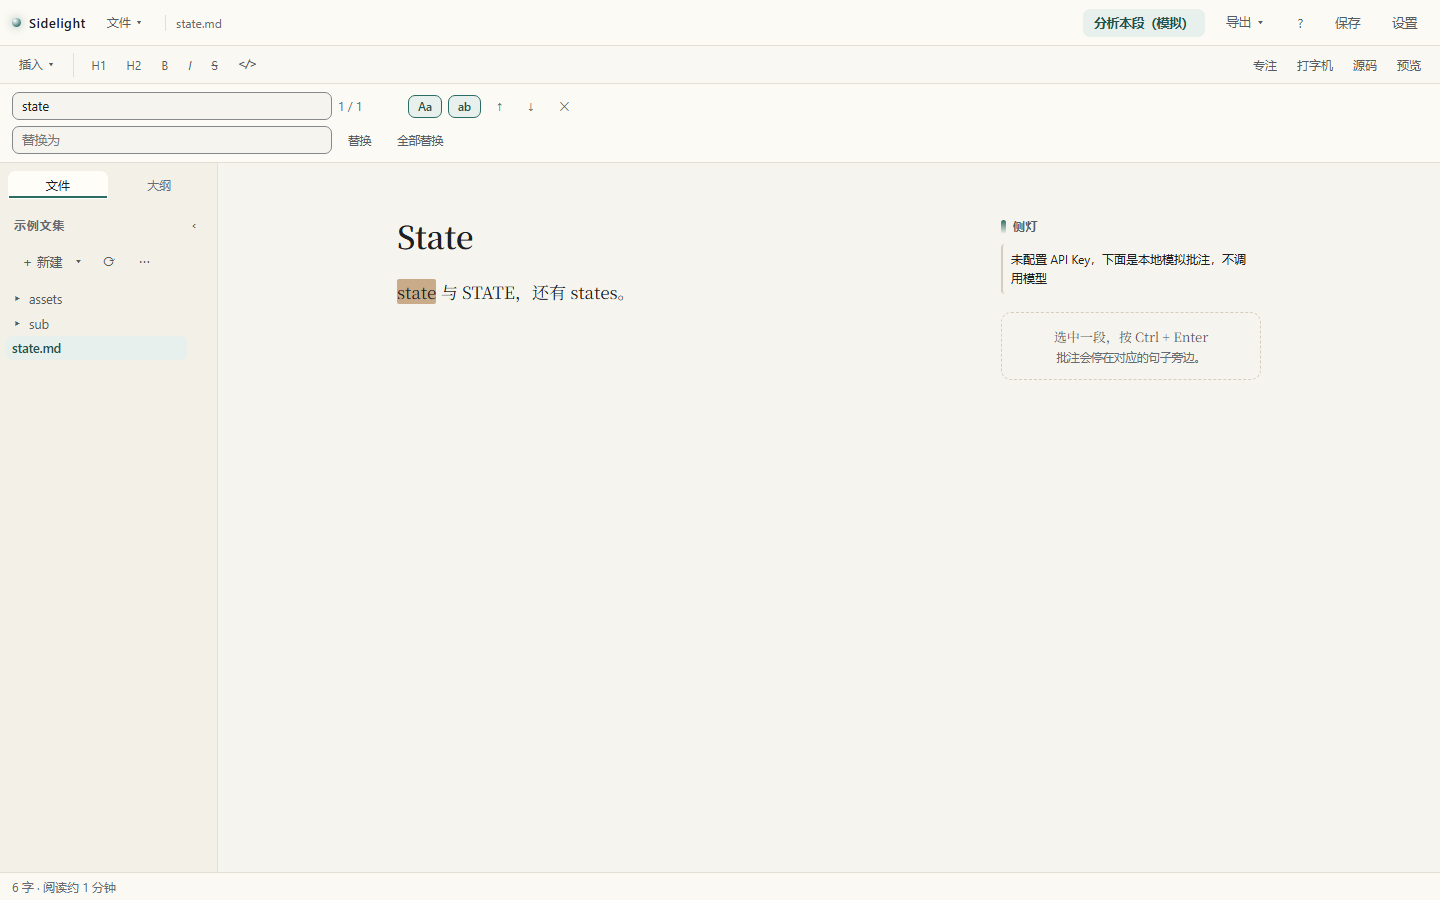 Sidelight 文件 ▾ state.md 分析本段（模拟） 导出 ▾ ? 保存 设置
插入 ▾ H1 H2 B I S </> 专注 打字机 源码 预览
state 1 / 1 Aa ab ↑ ↓ ×
替换为 替换 全部替换
文件 大纲
示例文集 ‹
+ 新建 ▾ ⟳ ···
▸ assets
▸ sub
state.md
State
state 与 STATE，还有 states。
侧灯
未配置 API Key，下面是本地模拟批注，不调
用模型
选中一段，按 Ctrl + Enter
批注会停在对应的句子旁边。
6 字 · 阅读约 1 分钟